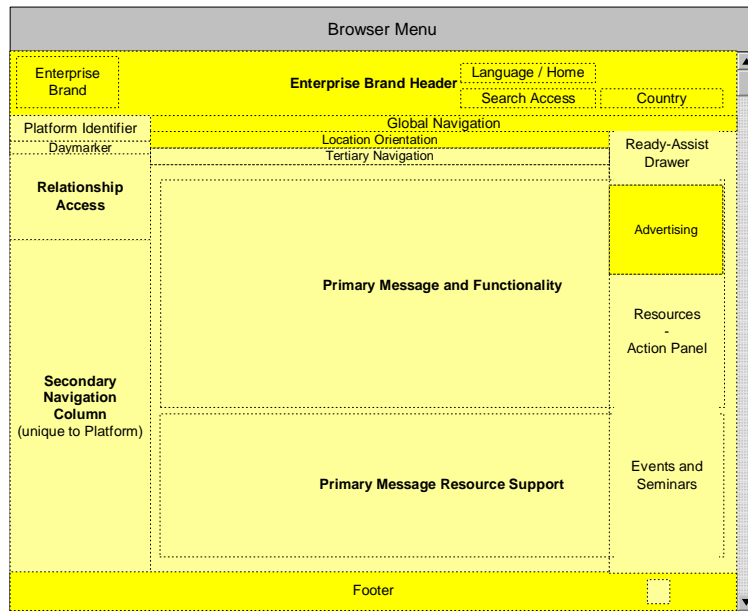 Browser Menu
Enterprise
Brand
Enterprise Brand Header
Language / Home
Search Access
Country
Platform Identifier
Global Navigation
Daymarker
Location Orientation
Tertiary Navigation
Ready-Assist
Drawer
Relationship
Access
Advertising
Primary Message and Functionality
Resources
-
Action Panel
Secondary
Navigation
Column
(unique to Platform)
Primary Message Resource Support
Events and
Seminars
Footer